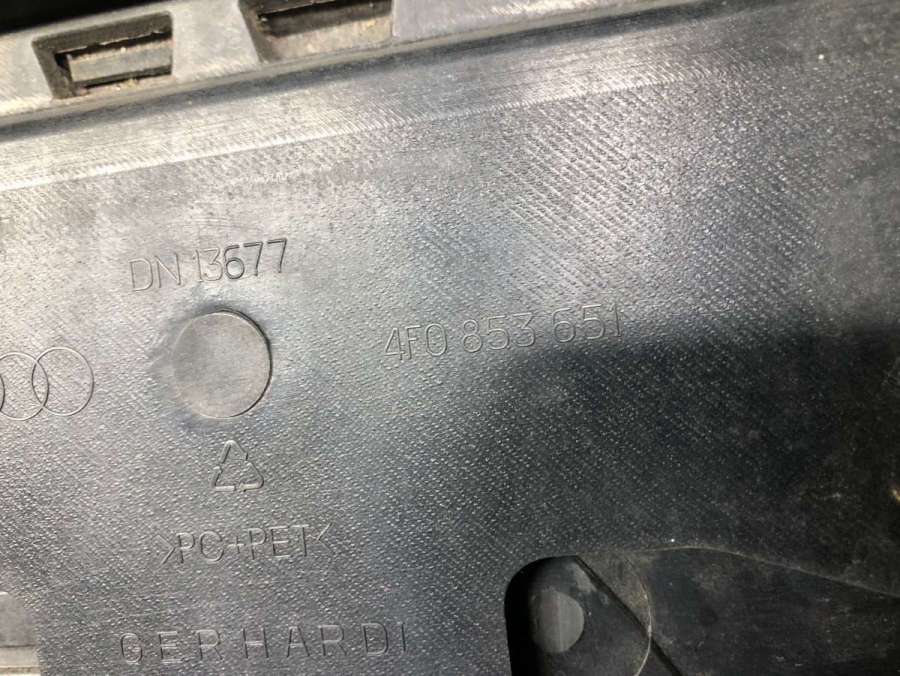 DN 13677
4F0 853 651
>PC+PET<
GERHARDI